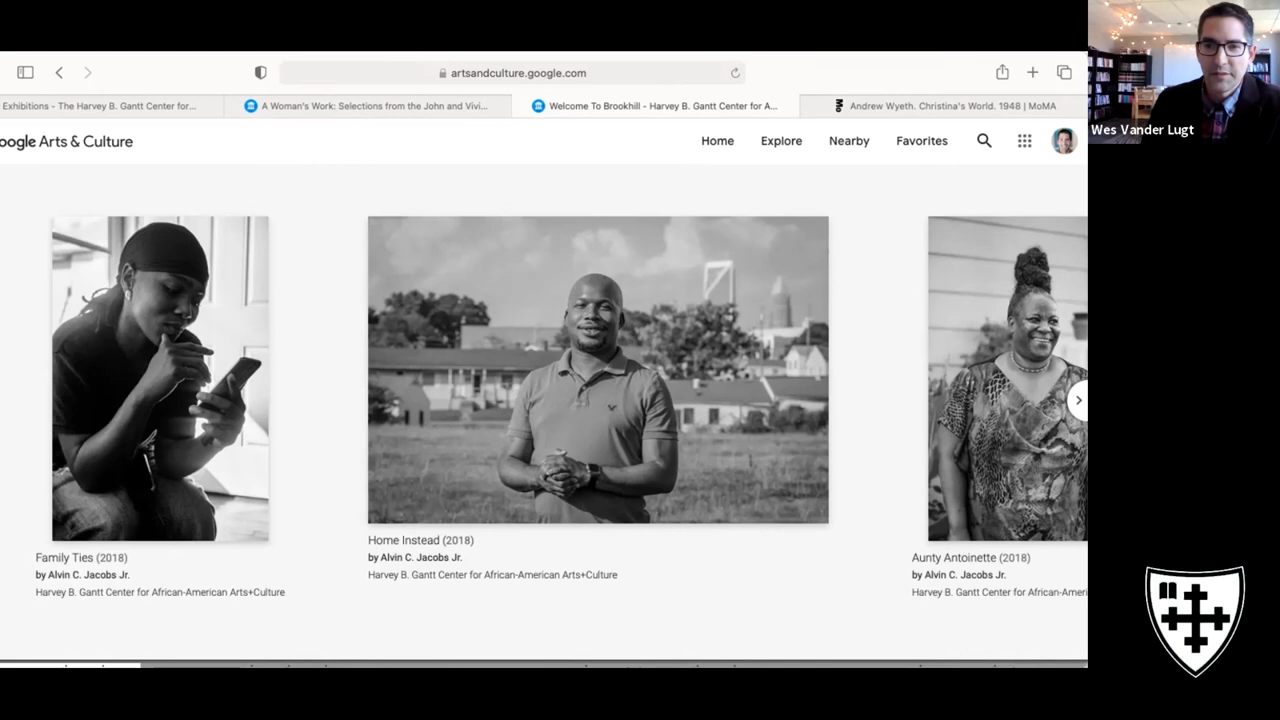 artsandculture.google.com
Exhibitions - The Harvey B. Gantt Center for...
A Woman's Work: Selections from the John and Vivi...
Welcome To Brookhill - Harvey B. Gantt Center for A...
Mo
Andrew Wyeth. Christina's World. 1948 | MoMA
Wes Vander Lugt
oogle Arts & Culture
Home
Explore
Nearby
Favorites
Family Ties (2018)
by Alvin C. Jacobs Jr.
Harvey B. Gantt Center for African-American Arts+Culture
Home Instead (2018)
by Alvin C. Jacobs Jr.
Harvey B. Gantt Center for African-American Arts+Culture
Aunty Antoinette (2018)
by Alvin C. Jacobs Jr.
Harvey B. Gantt Center for African-Ameri